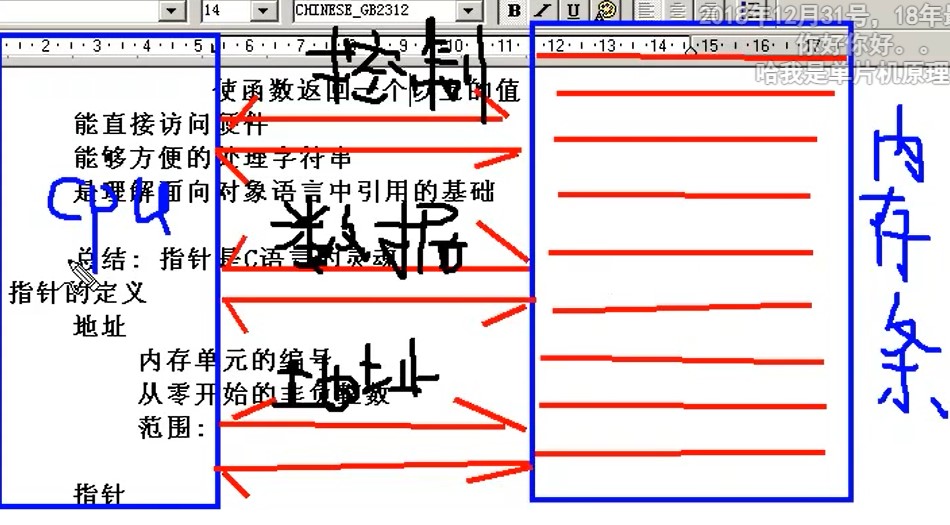 14 CHINESE_GB2312 B I U
2018年12月31号，18年
你好你好。。
哈我是单片机原理
2 3 4 5 6 7 8 9 10 11 12 13 14 15 16 17
控制
使函数返回一个以上的值
能直接访问硬件
能够方便的处理字符串
是理解面向对象语言中引用的基础
CPU
数据
内存条
总结：指针是C语言的灵魂
指针的定义
地址
内存单元的编号
从零开始的非负整数
地址
范围：
指针